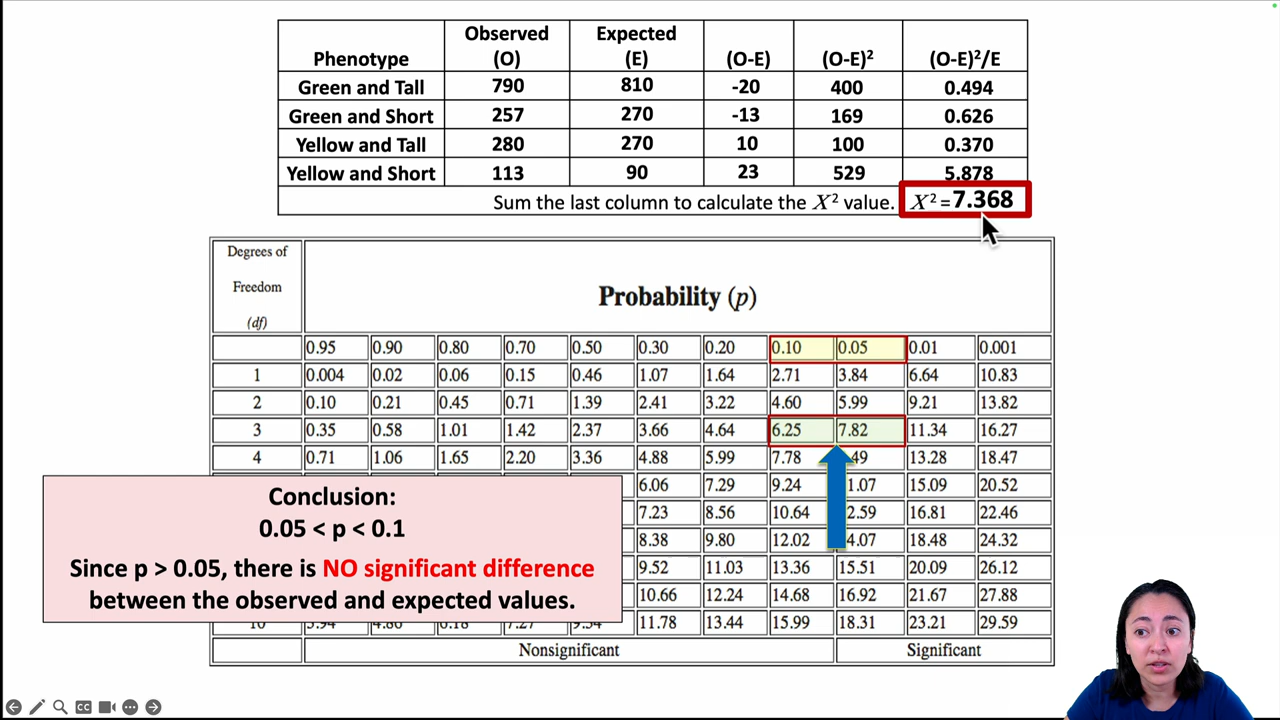 Phenotype Observed (O) Expected (E) (O-E) (O-E)² (O-E)²/E
Green and Tall 790 810 -20 400 0.494
Green and Short 257 270 -13 169 0.626
Yellow and Tall 280 270 10 100 0.370
Yellow and Short 113 90 23 529 5.878
Sum the last column to calculate the X² value. X² = 7.368
Degrees of Freedom (df) Probability (p)
0.95 0.90 0.80 0.70 0.50 0.30 0.20 0.10 0.05 0.01 0.001
1 0.004 0.02 0.06 0.15 0.46 1.07 1.64 2.71 3.84 6.64 10.83
2 0.10 0.21 0.45 0.71 1.39 2.41 3.22 4.60 5.99 9.21 13.82
3 0.35 0.58 1.01 1.42 2.37 3.66 4.64 6.25 7.82 11.34 16.27
4 0.71 1.06 1.65 2.20 3.36 4.88 5.99 7.78 .49 13.28 18.47
6.06 7.29 9.24 1.07 15.09 20.52
7.23 8.56 10.64 2.59 16.81 22.46
8.38 9.80 12.02 4.07 18.48 24.32
9.52 11.03 13.36 15.51 20.09 26.12
10.66 12.24 14.68 16.92 21.67 27.88
11.78 13.44 15.99 18.31 23.21 29.59
Nonsignificant Significant
Conclusion:
0.05 < p < 0.1
Since p > 0.05, there is NO significant difference
between the observed and expected values.
CC